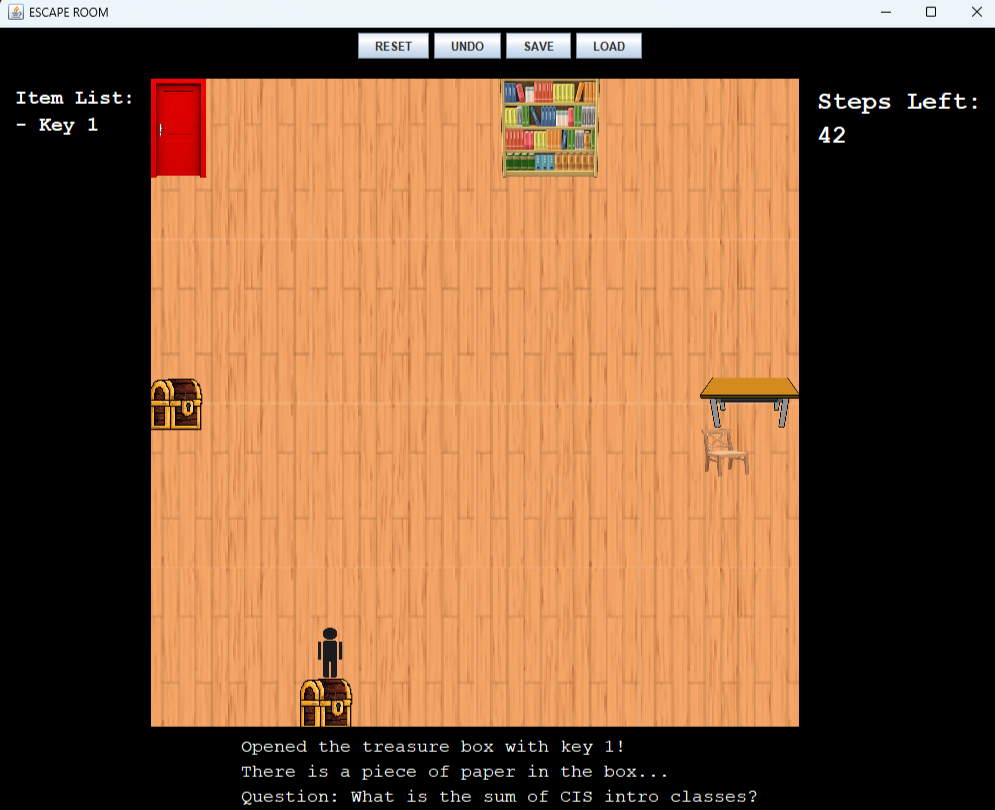 ESCAPE ROOM
RESET UNDO SAVE LOAD
Item List:
- Key 1
Steps Left:
42
Opened the treasure box with key 1!
There is a piece of paper in the box...
Question: What is the sum of CIS intro classes?